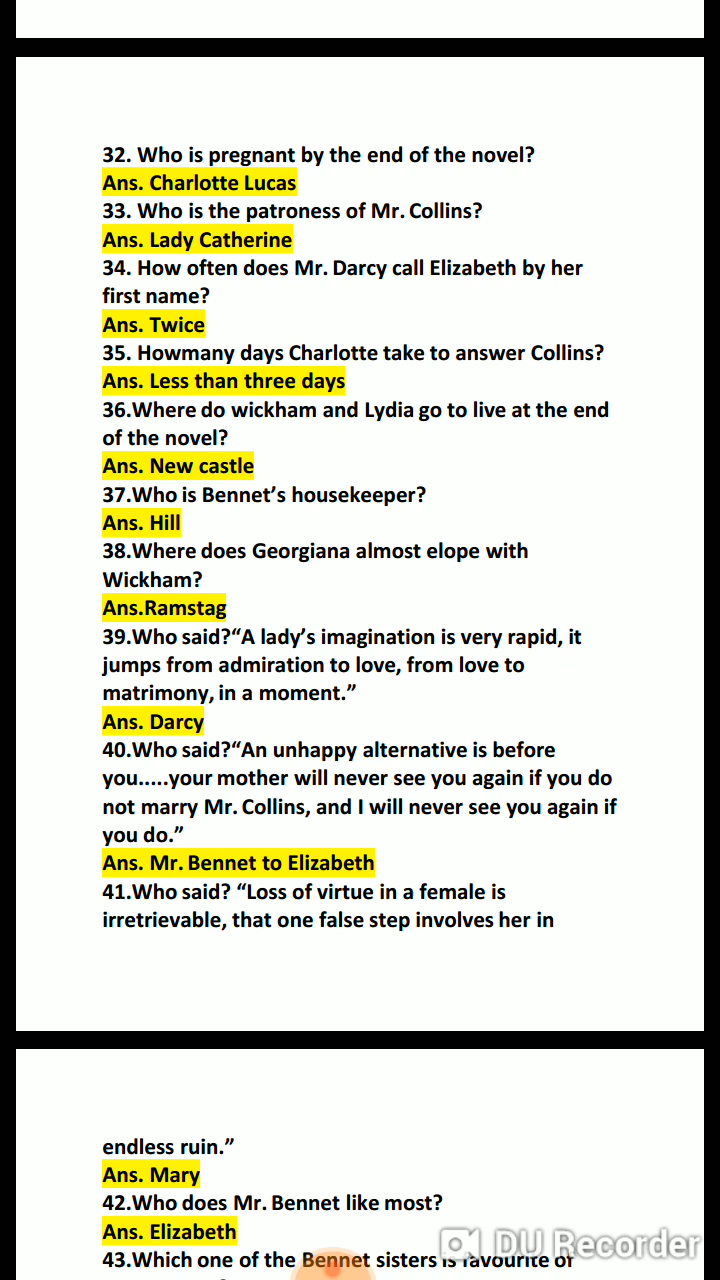 32. Who is pregnant by the end of the novel?
Ans. Charlotte Lucas
33. Who is the patroness of Mr. Collins?
Ans. Lady Catherine
34. How often does Mr. Darcy call Elizabeth by her
first name?
Ans. Twice
35. Howmany days Charlotte take to answer Collins?
Ans. Less than three days
36.Where do wickham and Lydia go to live at the end
of the novel?
Ans. New castle
37.Who is Bennet’s housekeeper?
Ans. Hill
38.Where does Georgiana almost elope with
Wickham?
Ans.Ramstag
39.Who said?“A lady’s imagination is very rapid, it
jumps from admiration to love, from love to
matrimony, in a moment.”
Ans. Darcy
40.Who said?“An unhappy alternative is before
you.....your mother will never see you again if you do
not marry Mr. Collins, and I will never see you again if
you do.”
Ans. Mr. Bennet to Elizabeth
41.Who said? “Loss of virtue in a female is
irretrievable, that one false step involves her in
endless ruin.”
Ans. Mary
42.Who does Mr. Bennet like most?
Ans. Elizabeth
DU Recorder
43.Which one of the Bennet sisters is favourite of